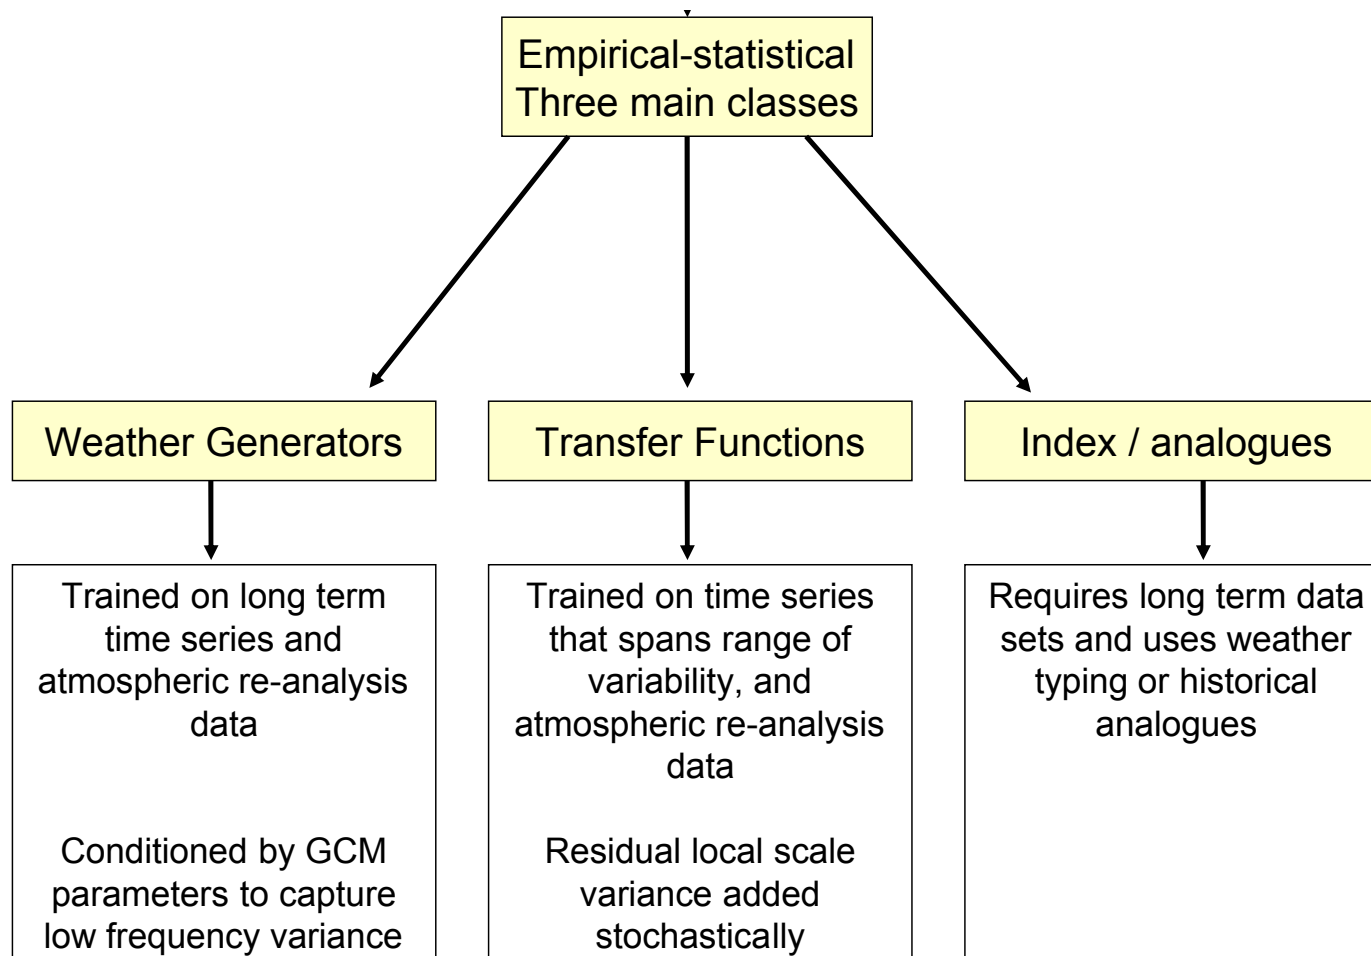 Empirical-statistical
Three main classes
Weather Generators
Transfer Functions
Index / analogues
Trained on long term
time series and
atmospheric re-analysis
data
Conditioned by GCM
parameters to capture
low frequency variance
Trained on time series
that spans range of
variability, and
atmospheric re-analysis
data
Residual local scale
variance added
stochastically
Requires long term data
sets and uses weather
typing or historical
analogues